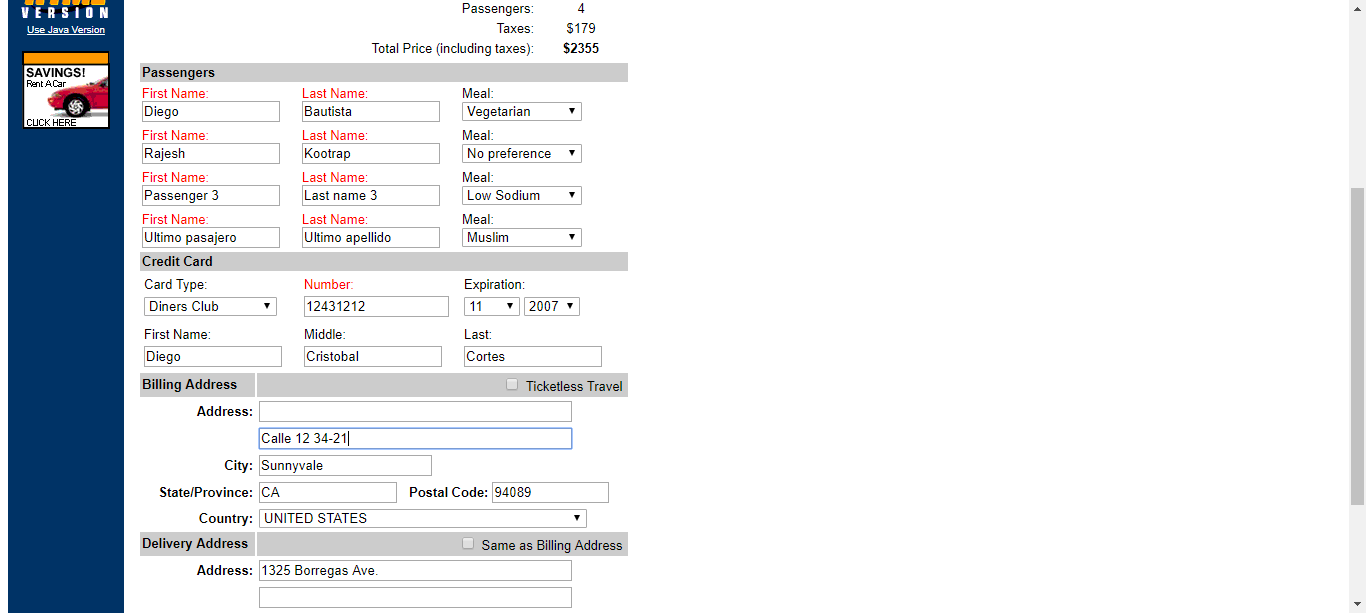 VERSION
Use Java Version
SAVINGS!
Rent A Car
CLICK HERE
Passengers: 4
Taxes: $179
Total Price (including taxes): $2355
Passengers
First Name: Last Name: Meal:
Diego Bautista Vegetarian
First Name: Last Name: Meal:
Rajesh Kootrap No preference
First Name: Last Name: Meal:
Passenger 3 Last name 3 Low Sodium
First Name: Last Name: Meal:
Ultimo pasajero Ultimo apellido Muslim
Credit Card
Card Type: Number: Expiration:
Diners Club 12431212 11 2007
First Name: Middle: Last:
Diego Cristobal Cortes
Billing Address Ticketless Travel
Address:
Calle 12 34-21
City: Sunnyvale
State/Province: CA Postal Code: 94089
Country: UNITED STATES
Delivery Address Same as Billing Address
Address: 1325 Borregas Ave.